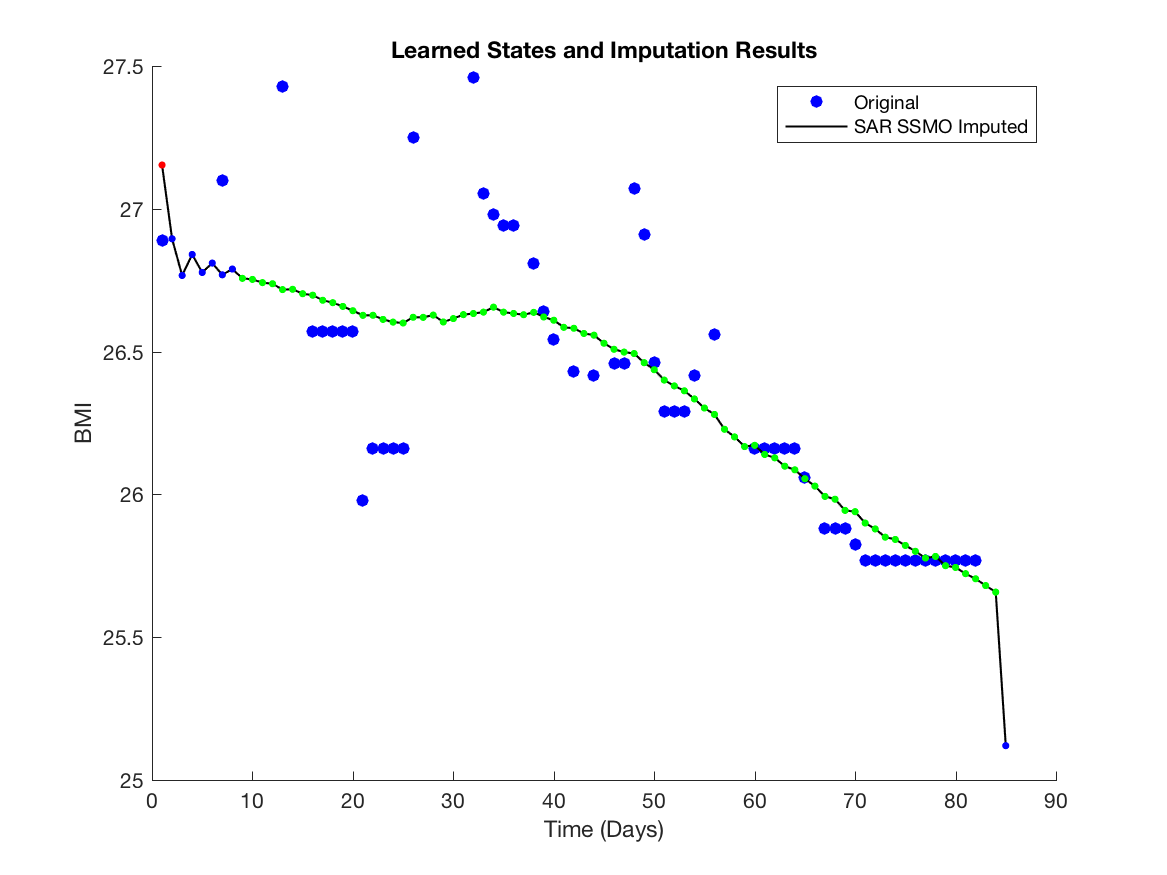 Learned States and Imputation Results
27.5
27
26.5
26
25.5
25
BMI
Original
SAR SSMO Imputed
0 10 20 30 40 50 60 70 80 90
Time (Days)